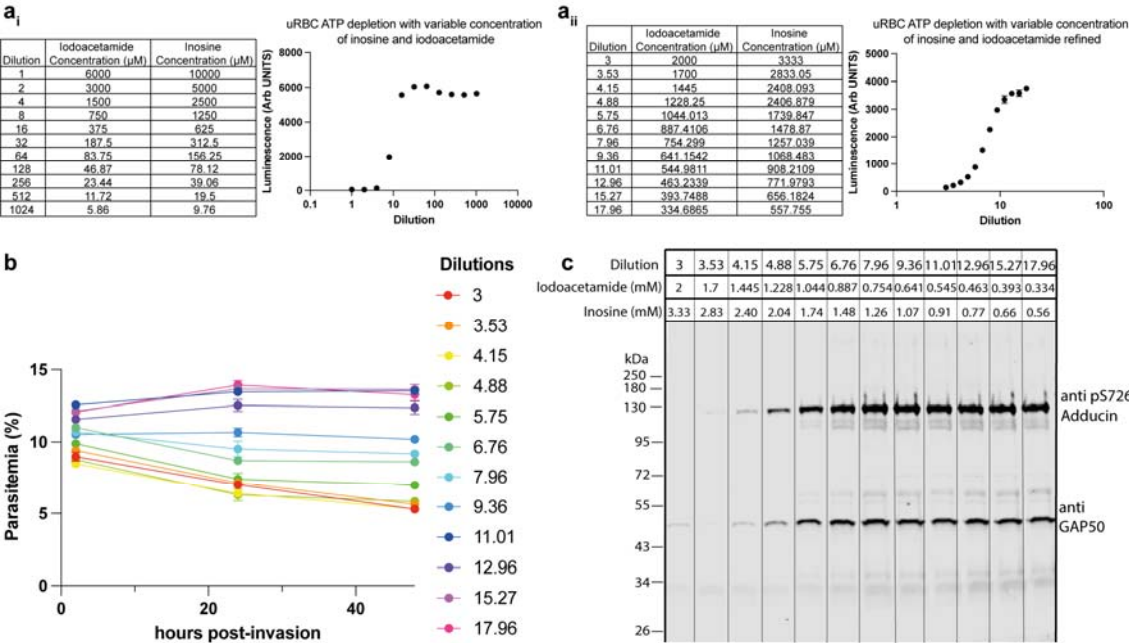 ai
uRBC ATP depletion with variable concentration
of inosine and iodoacetamide
Dilution Iodoacetamide Concentration (µM) Inosine Concentration (µM)
1 6000 10000
2 3000 5000
4 1500 2500
8 750 1250
16 375 625
32 187.5 312.5
64 83.75 156.25
128 46.87 78.12
256 23.44 39.06
512 11.72 19.5
1024 5.86 9.76
Luminescence (Arb UNITS)
8000
6000
4000
2000
0
0.1 1 10 100 1000 10000
Dilution
aii
uRBC ATP depletion with variable concentration
of inosine and iodoacetamide refined
Dilution Iodoacetamide Concentration (µM) Inosine Concentration (µM)
3 2000 3333
3.53 1700 2833.05
4.15 1445 2408.093
4.88 1228.25 2406.879
5.75 1044.013 1739.847
6.76 887.4106 1478.87
7.96 754.299 1257.039
9.36 641.1542 1068.483
11.01 544.9811 908.2109
12.96 463.2339 771.9793
15.27 393.7488 656.1824
17.96 334.6865 557.755
Luminescence (Arb UNITS)
5000
4000
3000
2000
1000
0
1 10 100
Dilution
b
Parasitemia (%)
15
10
5
0
0 20 40
hours post-invasion
Dilutions
3
3.53
4.15
4.88
5.75
6.76
7.96
9.36
11.01
12.96
15.27
17.96
c
Dilution 3 3.53 4.15 4.88 5.75 6.76 7.96 9.36 11.01 12.96 15.27 17.96
Iodoacetamide (mM) 2 1.7 1.445 1.228 1.044 0.887 0.754 0.641 0.545 0.463 0.393 0.334
Inosine (mM) 3.33 2.83 2.40 2.04 1.74 1.48 1.26 1.07 0.91 0.77 0.66 0.56
kDa
250
180
130
95
72
55
43
34
26
anti pS726
Adducin
anti
GAP50